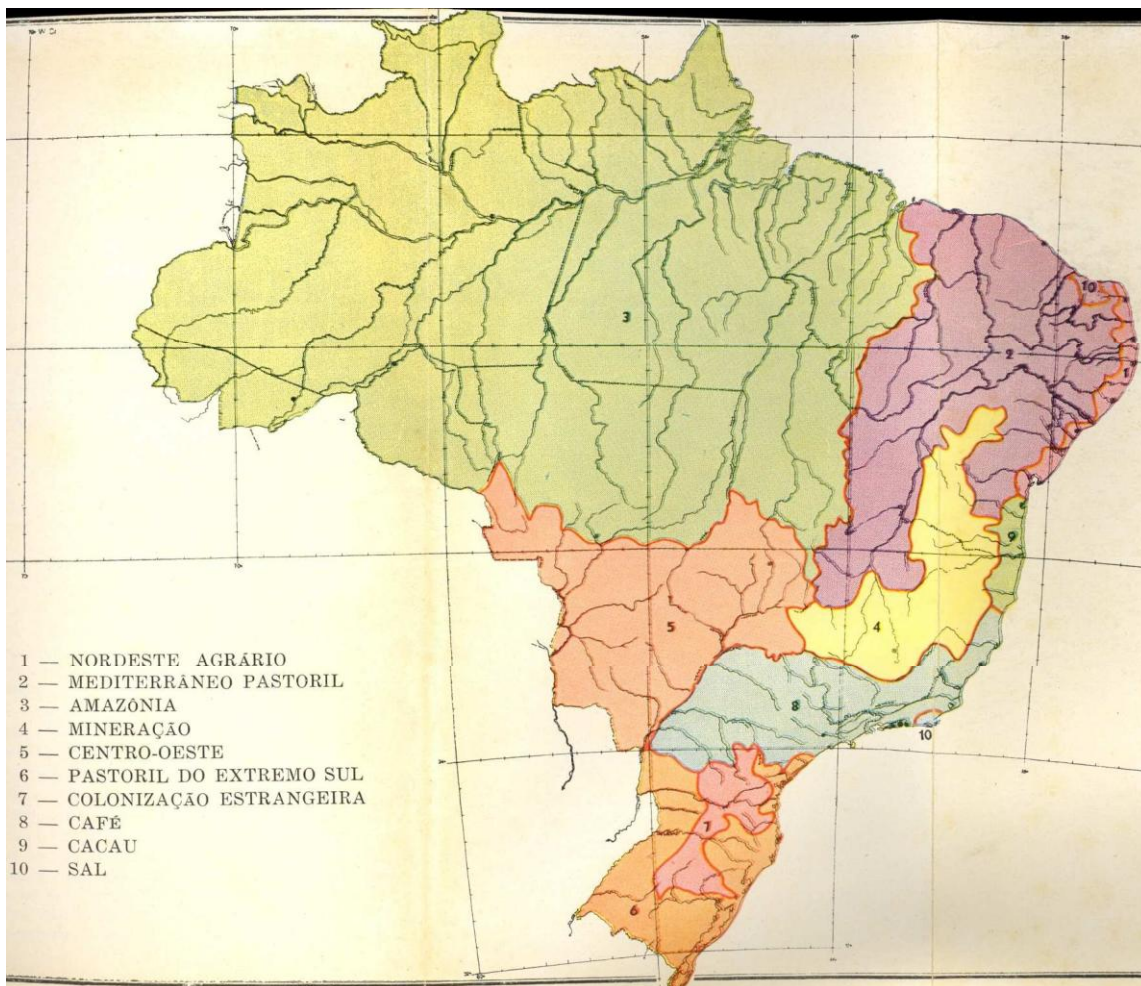 3
10
2
1
9
5
4
8
10
7
6
1 — NORDESTE AGRÁRIO
2 — MEDITERRÂNEO PASTORIL
3 — AMAZÔNIA
4 — MINERAÇÃO
5 — CENTRO-OESTE
6 — PASTORIL DO EXTREMO SUL
7 — COLONIZAÇÃO ESTRANGEIRA
8 — CAFÉ
9 — CACAU
10 — SAL